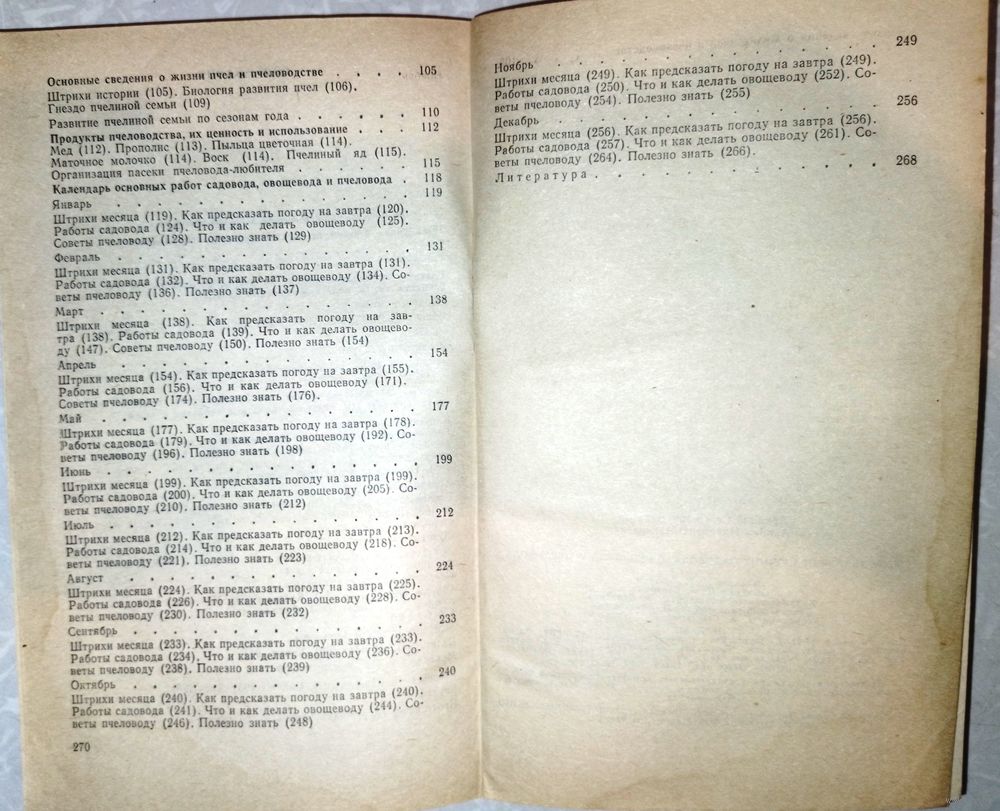 Основные сведения о жизни пчел и пчеловодстве . . . . 105
Штрихи истории (105). Биология развития пчел (106).
Гнездо пчелиной семьи (109)
Развитие пчелиной семьи по сезонам года . . . . . . 110
Продукты пчеловодства, их ценность и использование . . . 112
Мед (112). Прополис (113). Пыльца цветочная (114).
Маточное молочко (114). Воск (114). Пчелиный яд (115).
Организация пасеки пчеловода-любителя . . . . . . 115
Календарь основных работ садовода, овощевода и пчеловода . 118
Январь . . . . . . . . . . . . . 119
Штрихи месяца (119). Как предсказать погоду на завтра (120).
Работы садовода (124). Что и как делать овощеводу (125).
Советы пчеловоду (128). Полезно знать (129)
Февраль . . . . . . . . . . . . . 131
Штрихи месяца (131). Как предсказать погоду на завтра (131).
Работы садовода (132). Что и как делать овощеводу (134). Со-
веты пчеловоду (136). Полезно знать (137)
Март . . . . . . . . . . . . . 138
Штрихи месяца (138). Как предсказать погоду на зав-
тра (138). Работы садовода (139). Что и как делать овощево-
ду (147). Советы пчеловоду (150). Полезно знать (154)
Апрель . . . . . . . . . . . . . 154
Штрихи месяца (154). Как предсказать погоду на завтра (155).
Работы садовода (156). Что и как делать овощеводу (171).
Советы пчеловоду (174). Полезно знать (176).
Май . . . . . . . . . . . . . 177
Штрихи месяца (177). Как предсказать погоду на завтра (178).
Работы садовода (179). Что и как делать овощеводу (192). Со-
веты пчеловоду (196). Полезно знать (198)
Июнь . . . . . . . . . . . . . 199
Штрихи месяца (199). Как предсказать погоду на завтра (199).
Работы садовода (200). Что и как делать овощеводу (205). Со-
веты пчеловоду (210). Полезно знать (212)
Июль . . . . . . . . . . . . . 212
Штрихи месяца (212). Как предсказать погоду на завтра (213).
Работы садовода (214). Что и как делать овощеводу (218). Со-
веты пчеловоду (221). Полезно знать (223)
Август . . . . . . . . . . . . . 224
Штрихи месяца (224). Как предсказать погоду на завтра (225).
Работы садовода (226). Что и как делать овощеводу (228). Со-
веты пчеловоду (230). Полезно знать (232)
Сентябрь . . . . . . . . . . . . . 233
Штрихи месяца (233). Как предсказать погоду на завтра (233).
Работы садовода (234). Что и как делать овощеводу (236). Со-
веты пчеловоду (238). Полезно знать (239)
Октябрь . . . . . . . . . . . . . 240
Штрихи месяца (240). Как предсказать погоду на завтра (240).
Работы садовода (241). Что и как делать овощеводу (244). Со-
веты пчеловоду (246). Полезно знать (248)
270
Ноябрь . . . . . . . . . . . . . 249
Штрихи месяца (249). Как предсказать погоду на завтра (249).
Работы садовода (250). Что и как делать овощеводу (252). Со-
веты пчеловоду (254). Полезно знать (255)
Декабрь . . . . . . . . . . . . . 256
Штрихи месяца (256). Как предсказать погоду на завтра (256).
Работы садовода (257). Что и как делать овощеводу (261). Со-
веты пчеловоду (264). Полезно знать (266).
Литература . . . . . . . . . . . . 268